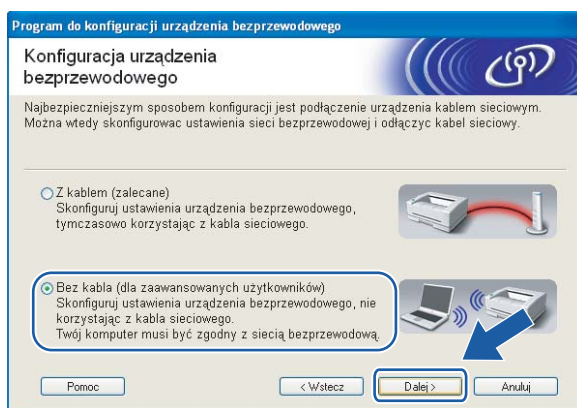 Program do konfiguracji urządzenia bezprzewodowego
Konfiguracja urządzenia
bezprzewodowego
Najbezpieczniejszym sposobem konfiguracji jest podłączenie urządzenia kablem sieciowym.
Można wtedy skonfigurowac ustawienia sieci bezprzewodowej i odłączyc kabel sieciowy.
Z kablem (zalecane)
Skonfiguruj ustawienia urządzenia bezprzewodowego,
tymczasowo korzystając z kabla sieciowego.
Bez kabla (dla zaawansowanych użytkowników)
Skonfiguruj ustawienia urządzenia bezprzewodowego, nie
korzystając z kabla sieciowego.
Twój komputer musi być zgodny z siecią bezprzewodową.
Pomoc < Wstecz Dalej > Anuluj